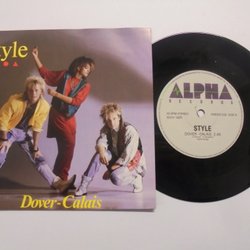 Style
Dover-Calais
ALPHA
RECORDS
STYLE
DOVER - CALAIS